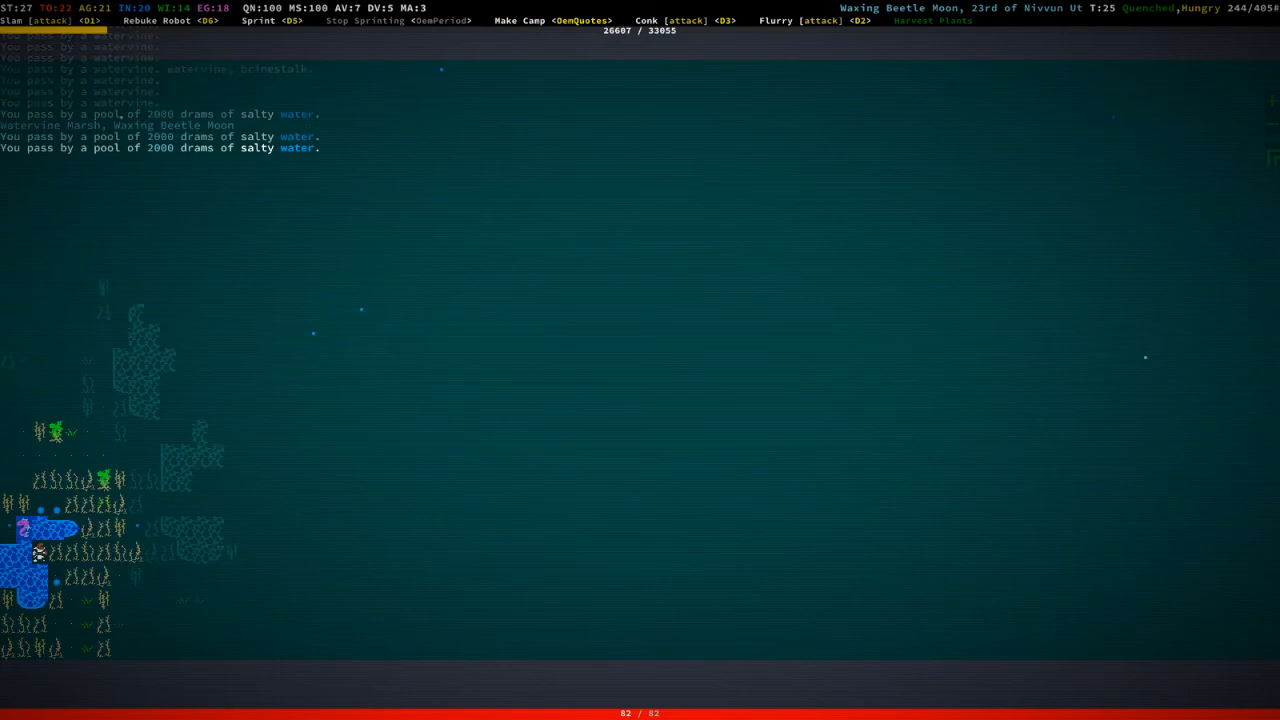 ST:27 TO:22 AG:21 IN:20 WI:14 EG:18 QN:100 MS:100 AV:7 DV:5 MA:3 Waxing Beetle Moon, 23rd of Nivvun Ut T:25 Quenched,Hungry 244/405#
Slam [attack] <D1> Rebuke Robot <D6> Sprint <D5> Stop Sprinting <OemPeriod> Make Camp <OemQuotes> Conk [attack] <D3> Flurry [attack] <D2> Harvest Plants
26607 / 33055
You pass by a watervine.
You pass by a watervine.
You pass by a watervine.
You pass by a watervine. watervine, brinestalk.
You pass by a watervine.
You pass by a watervine.
You pass by a watervine.
You pass by a pool of 2000 drams of salty water.
Watervine Marsh, Waxing Beetle Moon
You pass by a pool of 2000 drams of salty water.
You pass by a pool of 2000 drams of salty water.
82 / 82